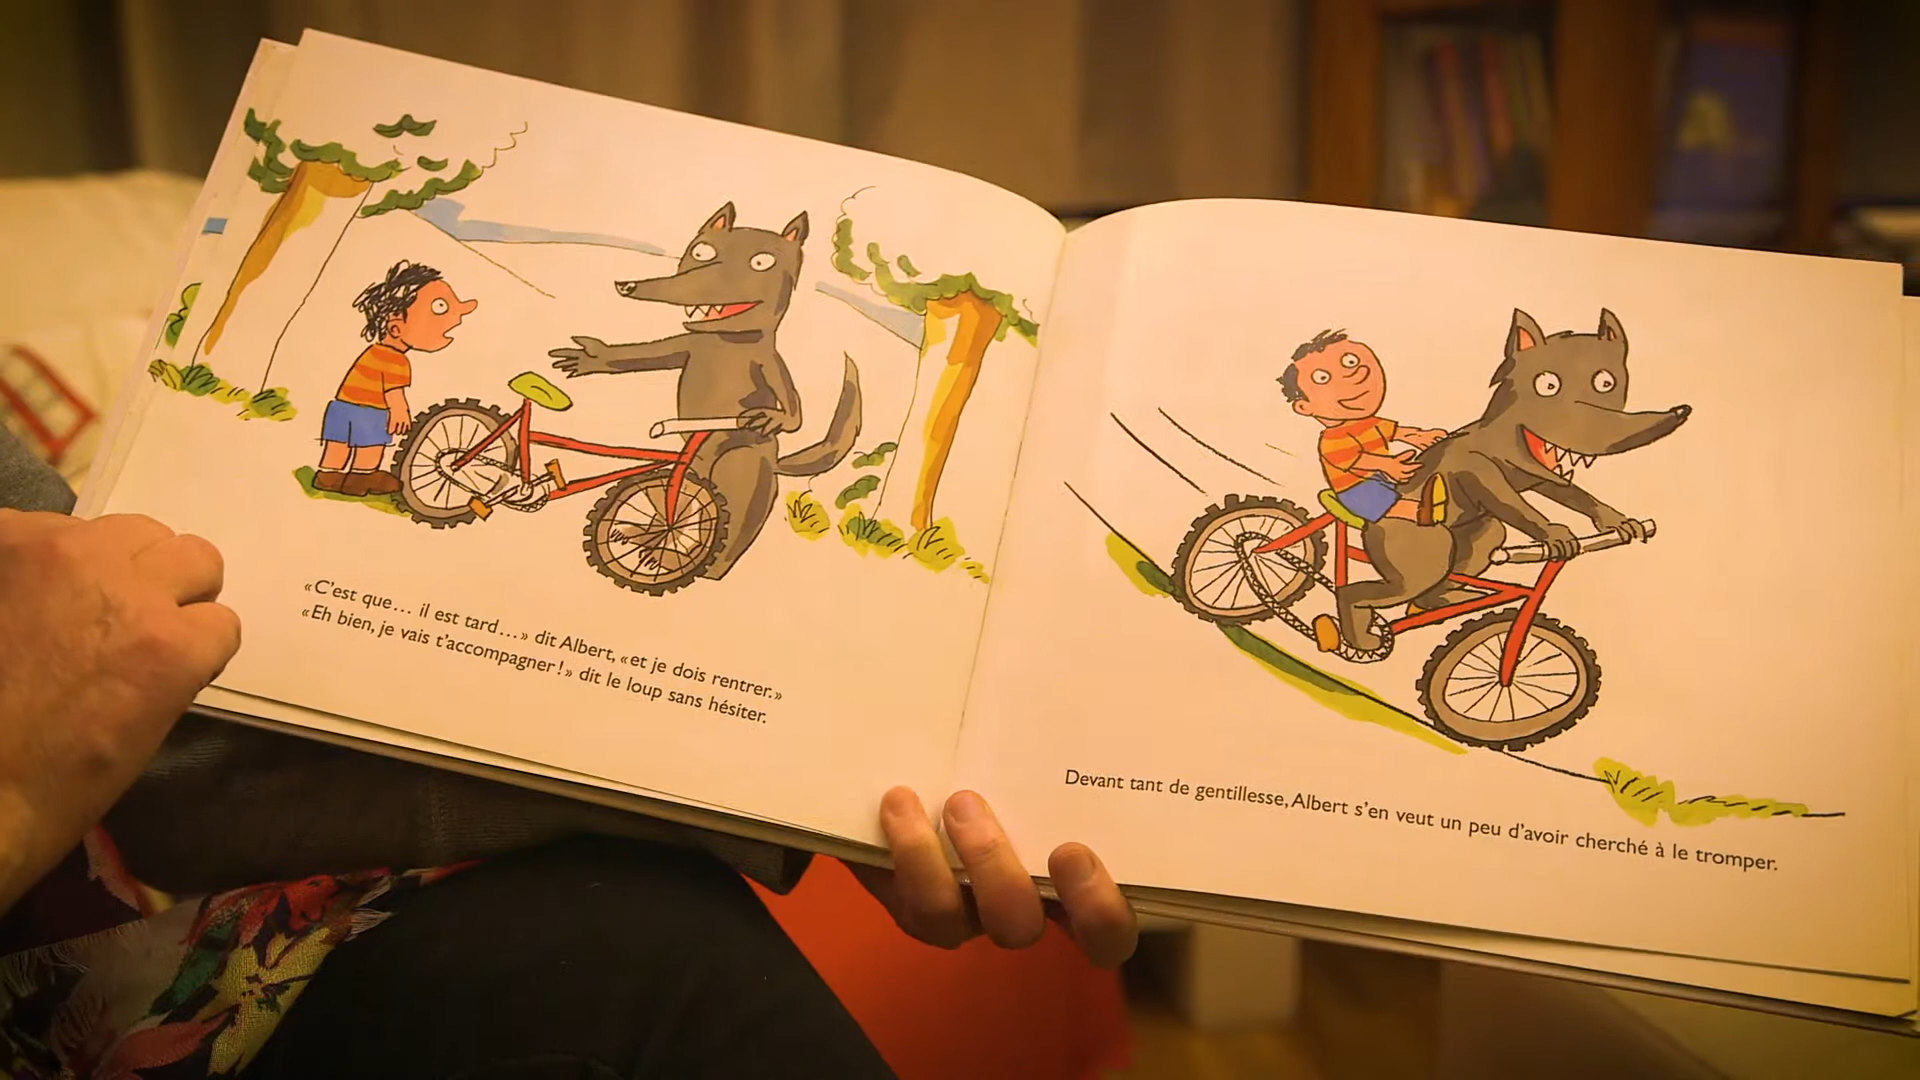 «C'est que... il est tard...» dit Albert, «et je dois rentrer.»
«Eh bien, je vais t'accompagner!» dit le loup sans hésiter.
Devant tant de gentillesse, Albert s'en veut un peu d'avoir cherché à le tromper.